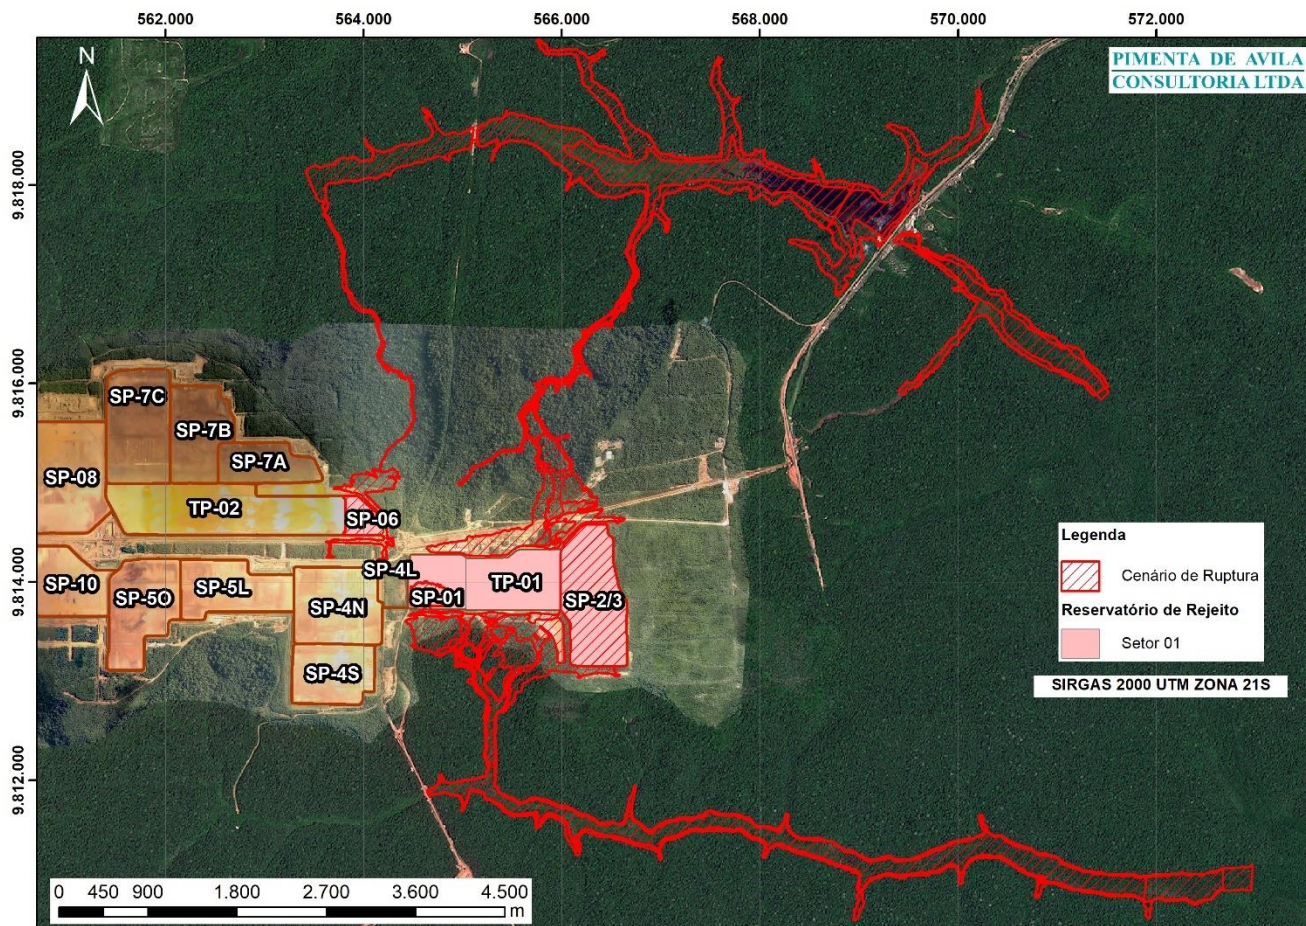 562.000
564.000
566.000
568.000
570.000
572.000
PIMENTA DE AVILA
CONSULTORIA LTDA
N
9.818.000
9.816.000
9.814.000
9.812.000
SP-7C
SP-7B
SP-7A
SP-08
TP-02
SP-06
SP-10
SP-5O
SP-5L
SP-4N
SP-4L
SP-01
TP-01
SP-2/3
SP-4S
Legenda
Cenário de Ruptura
Reservatório de Rejeito
Setor 01
SIRGAS 2000 UTM ZONA 21S
0 450 900 1.800 2.700 3.600 4.500
m